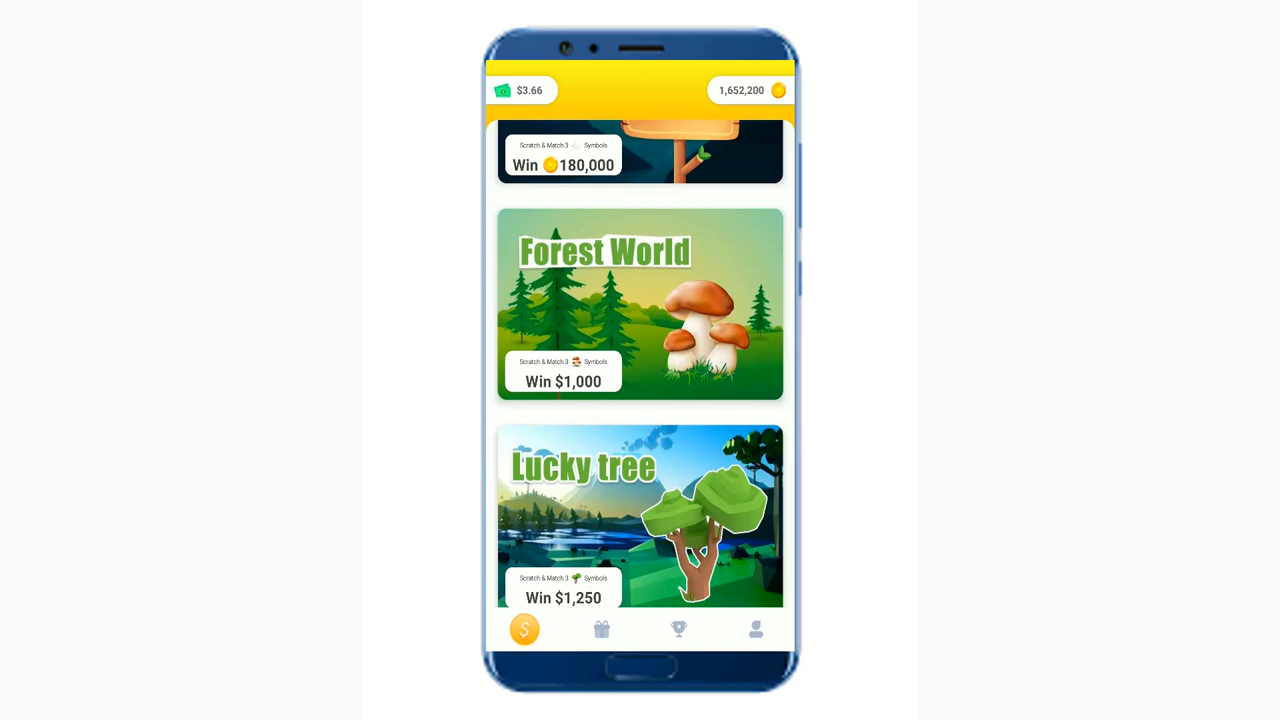 $3.66
1,652,200
Scratch & Match 3 Symbols
Win 180,000
Forest World
Scratch & Match 3 Symbols
Win $1,000
Lucky tree
Scratch & Match 3 Symbols
Win $1,250
$